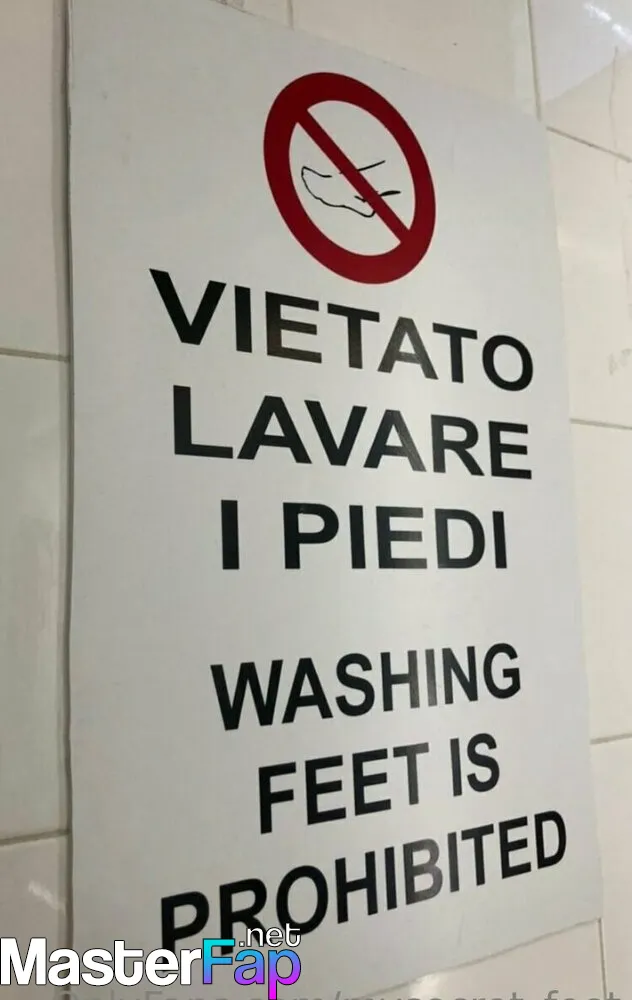 VIETATO
LAVARE
I PIEDI
WASHING
FEET IS
PROHIBITED
MasterFap.net